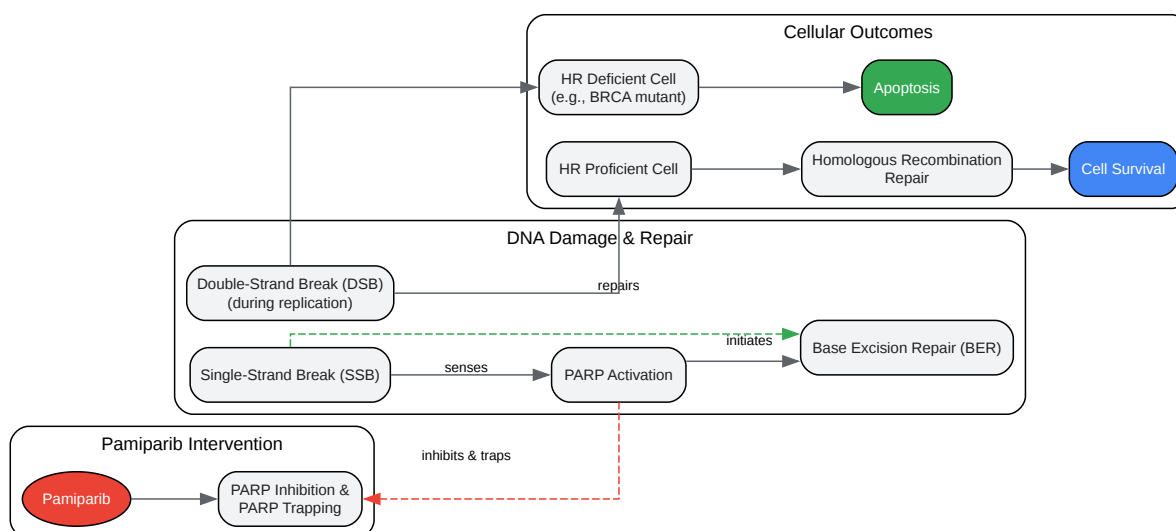 Cellular Outcomes
HR Deficient Cell
(e.g., BRCA mutant)
Apoptosis
HR Proficient Cell
Homologous Recombination
Repair
Cell Survival
DNA Damage & Repair
Double-Strand Break (DSB)
(during replication)
repairs
initiates
Base Excision Repair (BER)
Single-Strand Break (SSB)
senses
PARP Activation
Pamiparib Intervention
inhibits & traps
Pamiparib
PARP Inhibition &
PARP Trapping